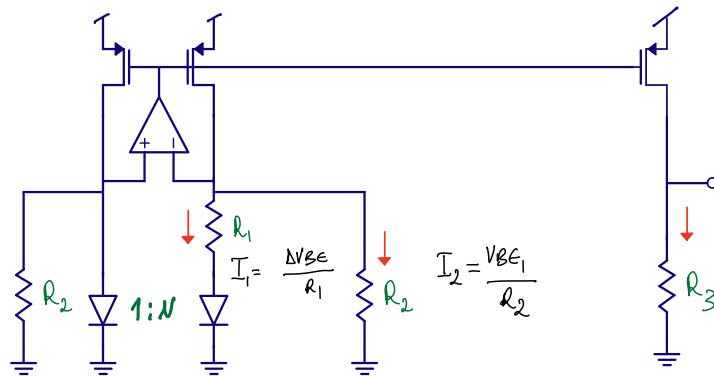 + −
R1
I1 = ΔVBE
R1
I2 = VBE1
R2
R2
1:N
R2
R3